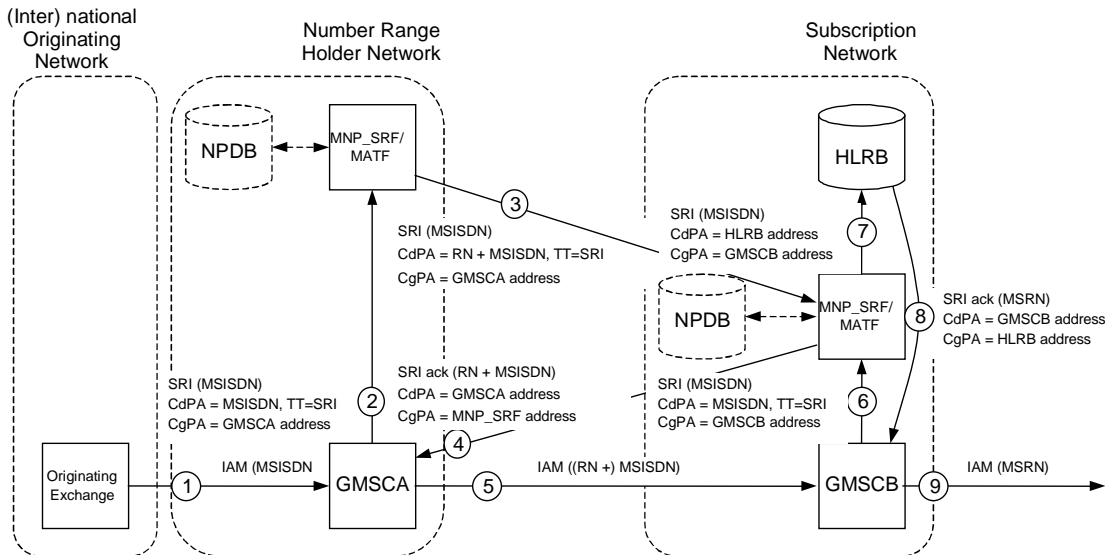 (Inter) national
Originating
Network
Number Range
Holder Network
Subscription
Network
NPDB
MNP_SRF/
MATF
HLRB
3
SRI (MSISDN)
CdPA = RN + MSISDN, TT=SRI
CgPA = GMSCA address
SRI (MSISDN)
CdPA = HLRB address
CgPA = GMSCB address
7
NPDB
MNP_SRF/
MATF
8
SRI ack (MSRN)
CdPA = GMSCB address
CgPA = HLRB address
SRI (MSISDN)
CdPA = MSISDN, TT=SRI
CgPA = GMSCA address
2
SRI ack (RN + MSISDN)
CdPA = GMSCA address
CgPA = MNP_SRF address
4
SRI (MSISDN)
CdPA = MSISDN, TT=SRI
CgPA = GMSCB address
6
Originating
Exchange
1
IAM (MSISDN
GMSCA
5
IAM ((RN +) MSISDN)
GMSCB
9
IAM (MSRN)